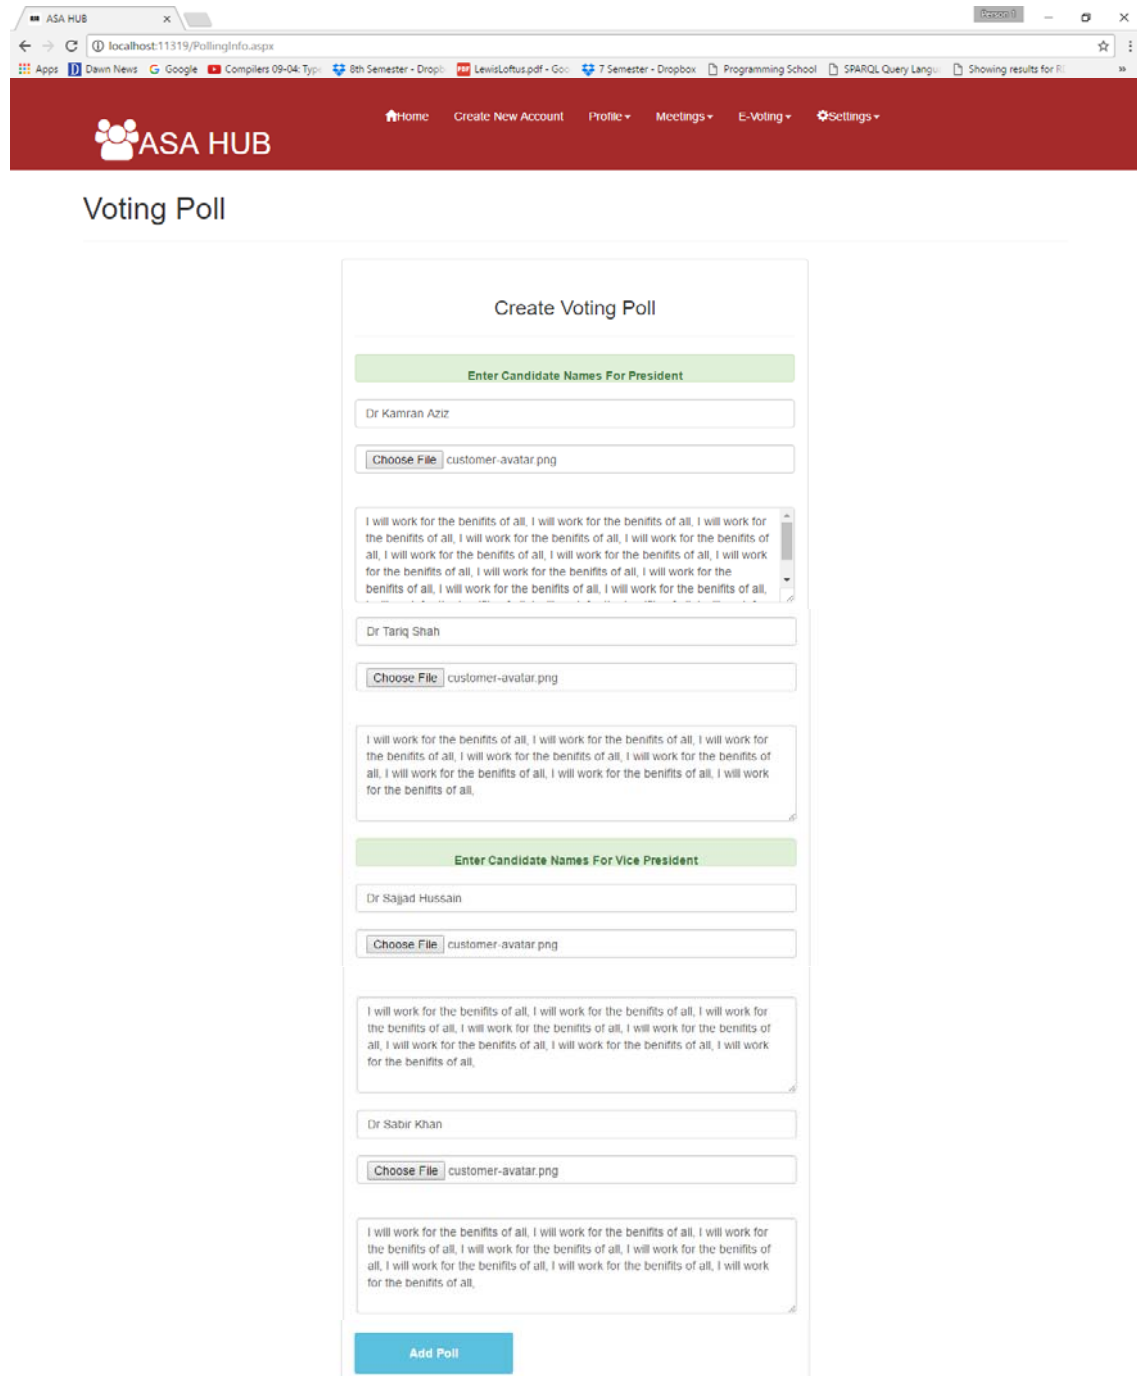 ASA HUB
Person 1
localhost:11319/PollingInfo.aspx
Apps Dawn News Google Compilers 09-04: Typ 8th Semester - Dropb LewisLoftus.pdf - Goo 7 Semester - Dropbox Programming School SPARQL Query Langu Showing results for R
Home Create New Account Profile Meetings E-Voting Settings
ASA HUB
Voting Poll
Create Voting Poll
Enter Candidate Names For President
Dr Kamran Aziz
Choose File customer-avatar.png
I will work for the benifits of all, I will work for the benifits of all, I will work for
the benifits of all, I will work for the benifits of all, I will work for the benifits of
all, I will work for the benifits of all, I will work for the benifits of all, I will work
for the benifits of all, I will work for the benifits of all, I will work for the
benifits of all, I will work for the benifits of all, I will work for the benifits of all,
Dr Tariq Shah
Choose File customer-avatar.png
I will work for the benifits of all, I will work for the benifits of all, I will work for
the benifits of all, I will work for the benifits of all, I will work for the benifits of
all, I will work for the benifits of all, I will work for the benifits of all, I will work
for the benifits of all,
Enter Candidate Names For Vice President
Dr Sajjad Hussain
Choose File customer-avatar.png
I will work for the benifits of all, I will work for the benifits of all, I will work for
the benifits of all, I will work for the benifits of all, I will work for the benifits of
all, I will work for the benifits of all, I will work for the benifits of all, I will work
for the benifits of all,
Dr Sabir Khan
Choose File customer-avatar.png
I will work for the benifits of all, I will work for the benifits of all, I will work for
the benifits of all, I will work for the benifits of all, I will work for the benifits of
all, I will work for the benifits of all, I will work for the benifits of all, I will work
for the benifits of all,
Add Poll